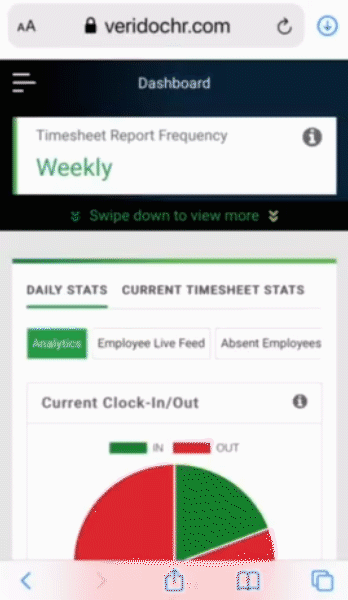 AA veridochr.com
Dashboard
Timesheet Report Frequency
Weekly
Swipe down to view more
DAILY STATS CURRENT TIMESHEET STATS
Analytics Employee Live Feed Absent Employees
Current Clock-In/Out
IN OUT